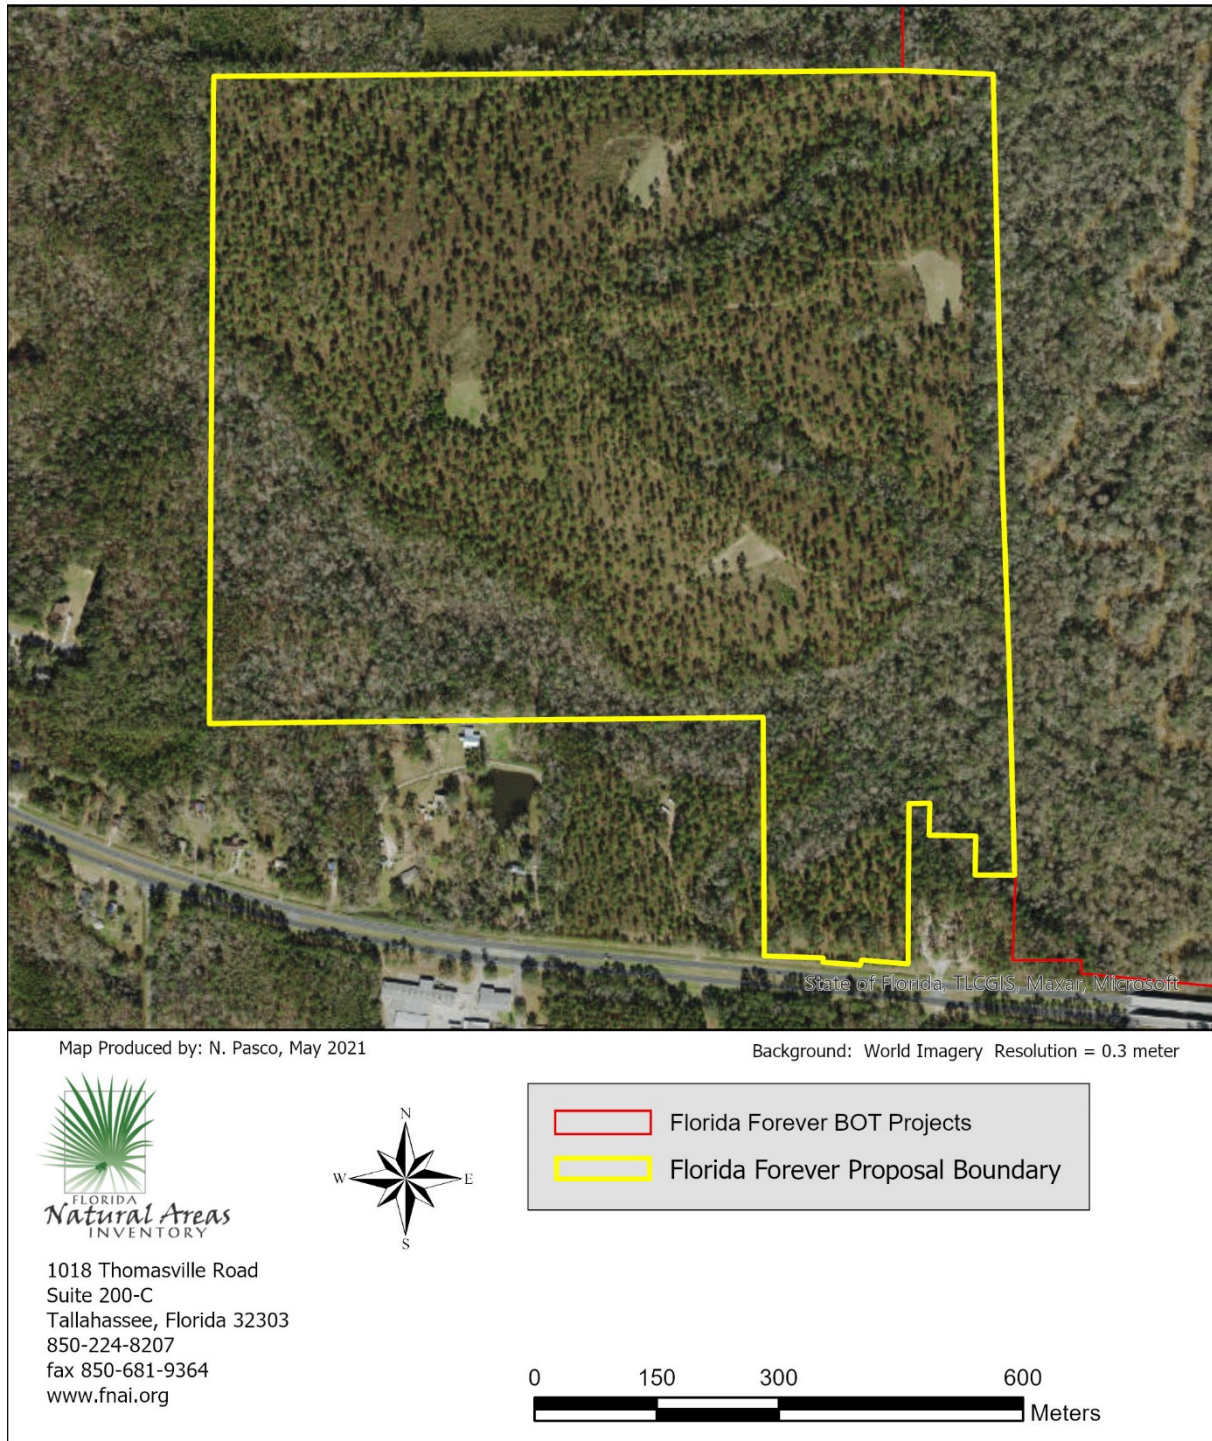 State of Florida, TLCGIS, Maxar, Microsoft
Map Produced by: N. Pasco, May 2021
Background: World Imagery Resolution = 0.3 meter
FLORIDA
Natural Areas
INVENTORY
1018 Thomasville Road
Suite 200-C
Tallahassee, Florida 32303
850-224-8207
fax 850-681-9364
www.fnai.org
N
W E
S
Florida Forever BOT Projects
Florida Forever Proposal Boundary
0 150 300 600
Meters